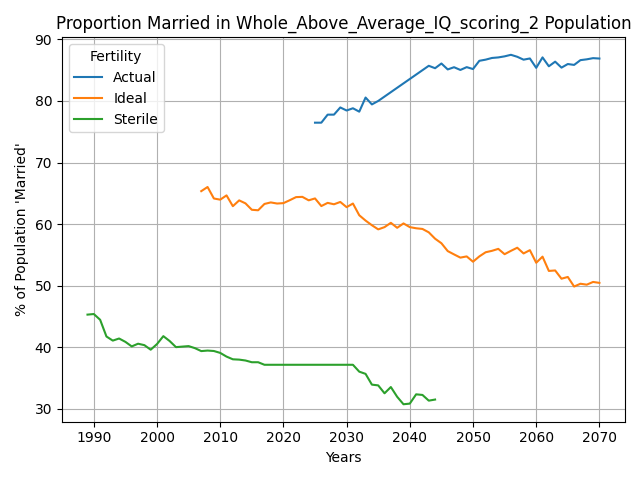 Proportion Married in Whole_Above_Average_IQ_scoring_2 Population
Fertility
Actual
Ideal
Sterile
% of Population 'Married'
90
80
70
60
50
40
30
1990 2000 2010 2020 2030 2040 2050 2060 2070
Years